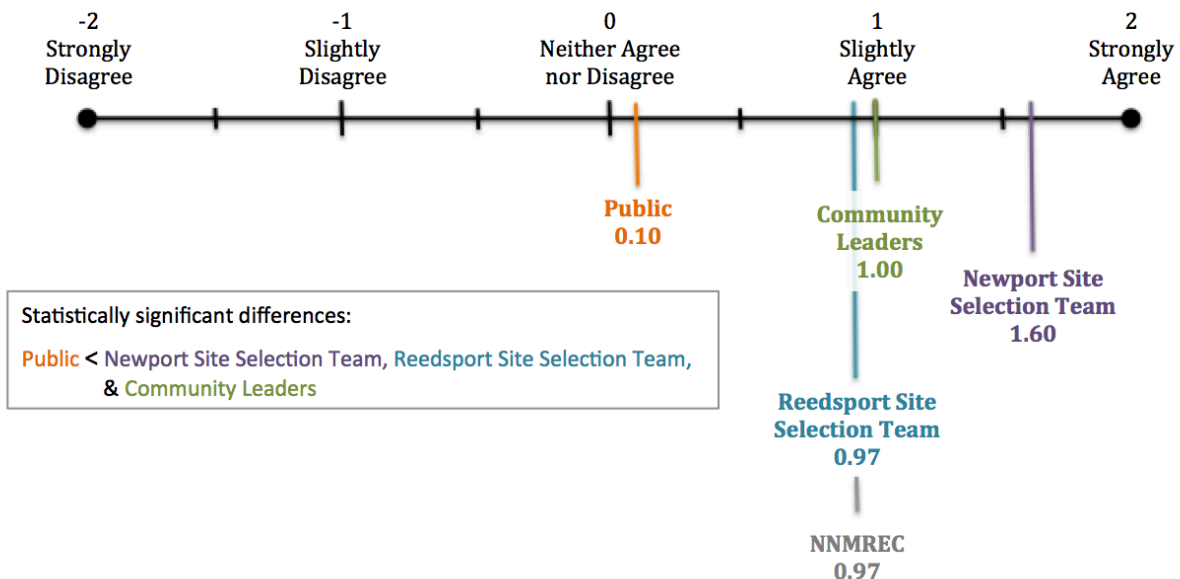 -2
Strongly
Disagree
-1
Slightly
Disagree
0
Neither Agree
nor Disagree
1
Slightly
Agree
2
Strongly
Agree
Public
0.10
Community
Leaders
1.00
Newport Site
Selection Team
1.60
Statistically significant differences:
Public < Newport Site Selection Team, Reedsport Site Selection Team,
& Community Leaders
Reedsport Site
Selection Team
0.97
NNMREC
0.97